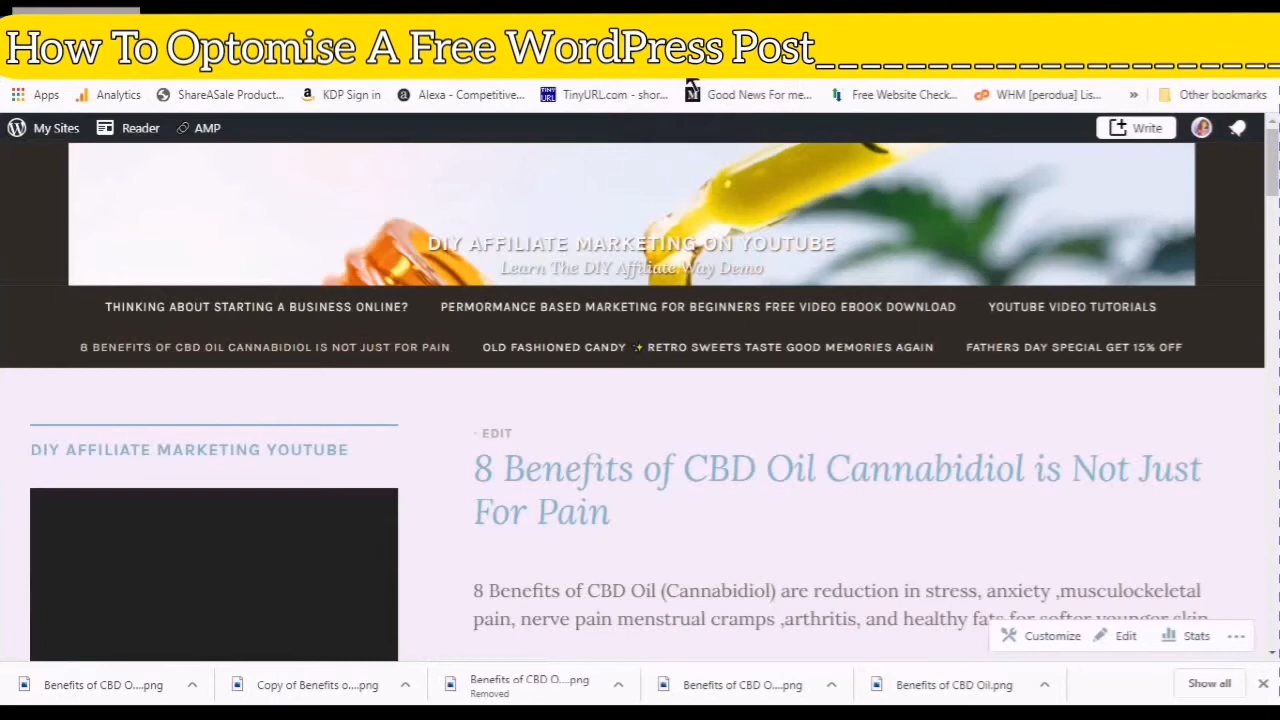 How To Optomise A Free WordPress Post_ _ _ _ _ _ _ _ _ _ _ _ _ _ _ _ _
Apps Analytics ShareASale Product... KDP Sign in Alexa - Competitive... TINY URL TinyURL.com - shor... M Good News For me... Free Website Check... WHM [perodua] Lis... » Other bookmarks
My Sites Reader AMP Write
DIY AFFILIATE MARKETING ON YOUTUBE
Learn The DIY Affiliate Way Demo
THINKING ABOUT STARTING A BUSINESS ONLINE? PERMORMANCE BASED MARKETING FOR BEGINNERS FREE VIDEO EBOOK DOWNLOAD YOUTUBE VIDEO TUTORIALS
8 BENEFITS OF CBD OIL CANNABIDIOL IS NOT JUST FOR PAIN OLD FASHIONED CANDY ✨ RETRO SWEETS TASTE GOOD MEMORIES AGAIN FATHERS DAY SPECIAL GET 15% OFF
· EDIT
DIY AFFILIATE MARKETING YOUTUBE
8 Benefits of CBD Oil Cannabidiol is Not Just
For Pain
8 Benefits of CBD Oil (Cannabidiol) are reduction in stress, anxiety ,musculockeletal
pain, nerve pain menstrual cramps ,arthritis, and healthy fats for softer younger skin
Customize Edit Stats ...
Benefits of CBD O....png Copy of Benefits o....png Benefits of CBD O....png Benefits of CBD O....png Benefits of CBD Oil.png Show all
Removed